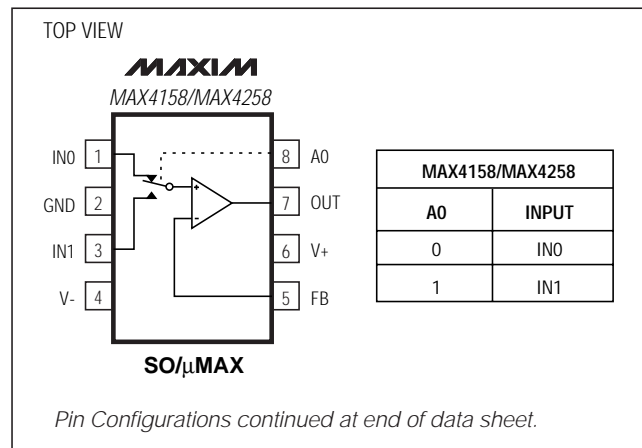 TOP VIEW
MAXIM
MAX4158/MAX4258
IN0 1
GND 2
IN1 3
V- 4
8 A0
7 OUT
6 V+
5 FB
+
-
SO/μMAX
MAX4158/MAX4258
A0 INPUT
0 IN0
1 IN1
Pin Configurations continued at end of data sheet.